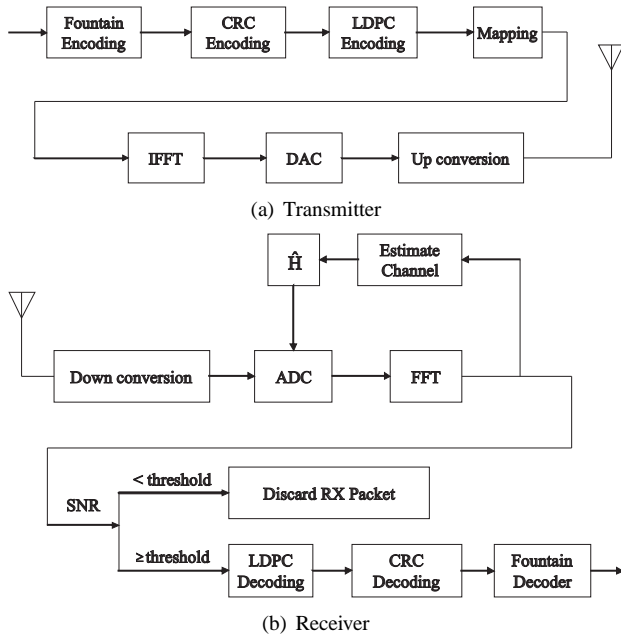 Fountain
Encoding
CRC
Encoding
LDPC
Encoding
Mapping
IFFT
DAC
Up conversion
(a) Transmitter
Ĥ
Estimate
Channel
Down conversion
ADC
FFT
SNR
< threshold
Discard RX Packet
≥threshold
LDPC
Decoding
CRC
Decoding
Fountain
Decoder
(b) Receiver